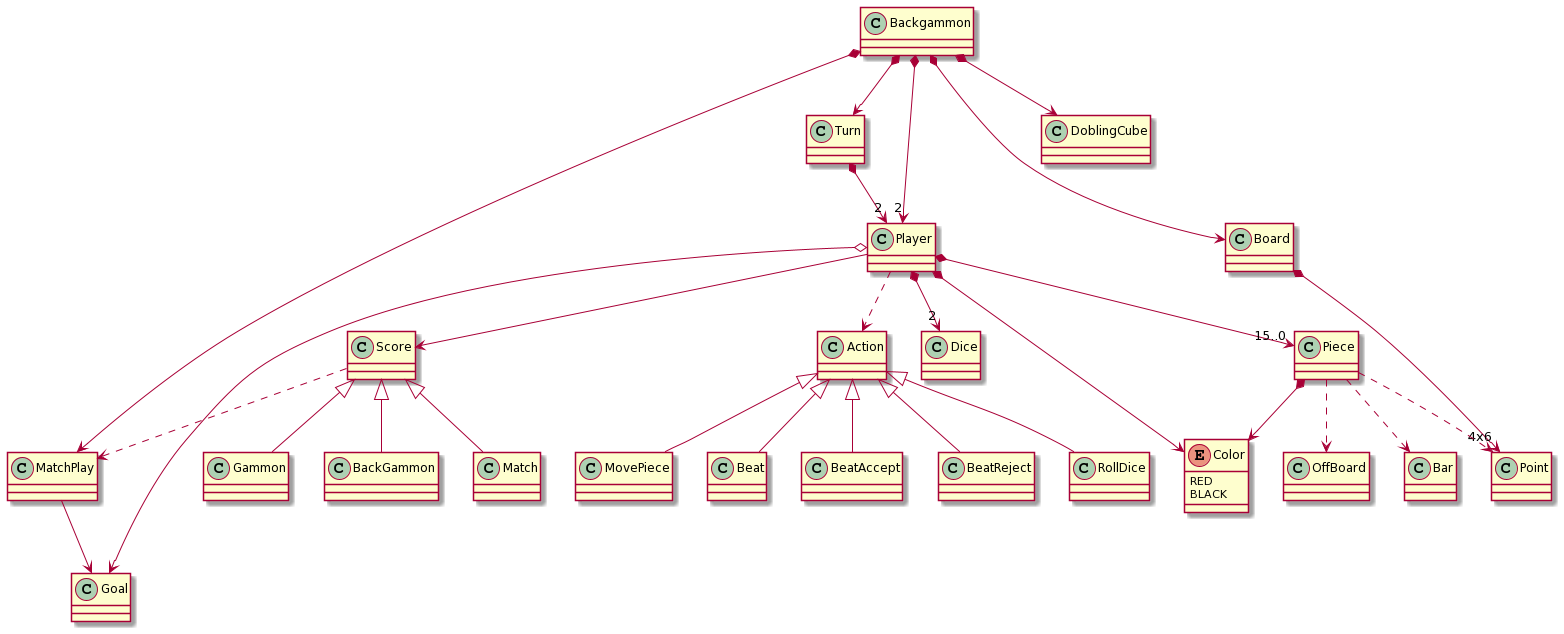 C Backgammon
C Turn
C DoblingCube
2
2
C Player
C Board
2
15..0
C Score
C Action
C Dice
C Piece
4x6
C MatchPlay
C Gammon
C BackGammon
C Match
C MovePiece
C Beat
C BeatAccept
C BeatReject
C RollDice
E Color
RED
BLACK
C OffBoard
C Bar
C Point
C Goal